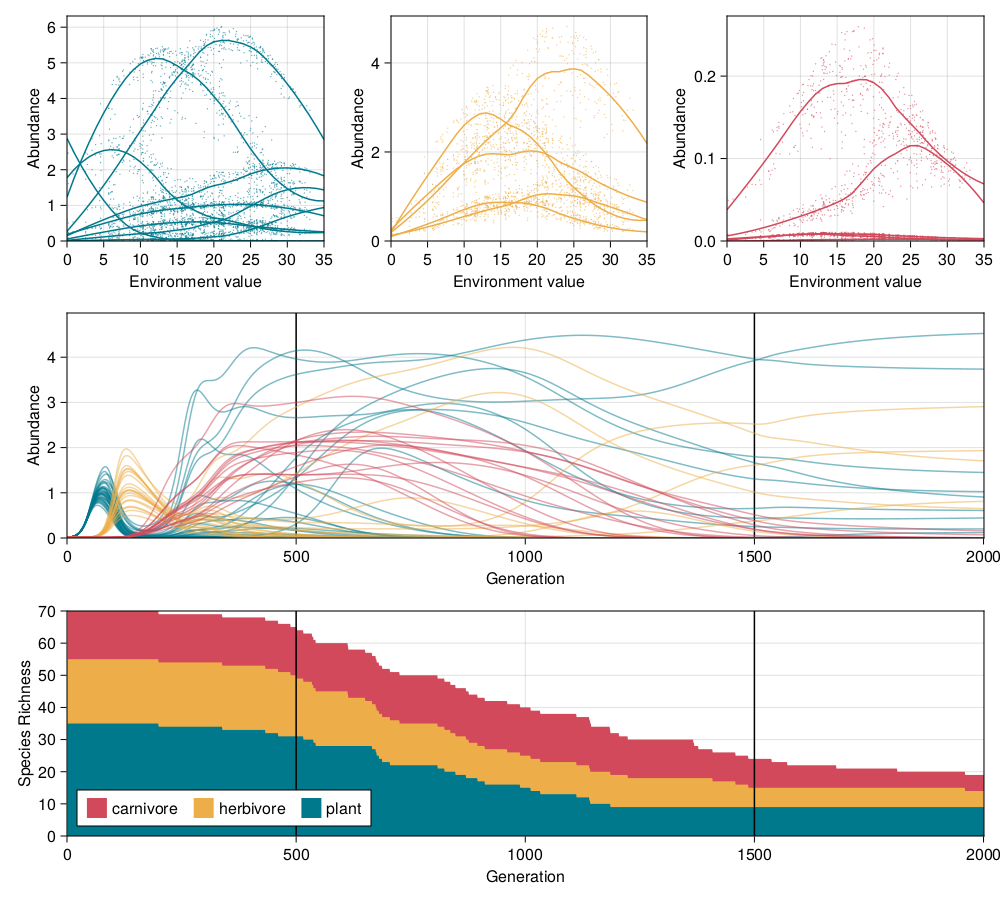 Abundance
6
5
4
3
2
1
0
0 5 10 15 20 25 30 35
Environment value
Abundance
4
2
0
0 5 10 15 20 25 30 35
Environment value
Abundance
0.2
0.1
0.0
0 5 10 15 20 25 30 35
Environment value
Abundance
4
3
2
1
0
0 500 1000 1500 2000
Generation
Species Richness
70
60
50
40
30
20
10
0
carnivore herbivore plant
0 500 1000 1500 2000
Generation